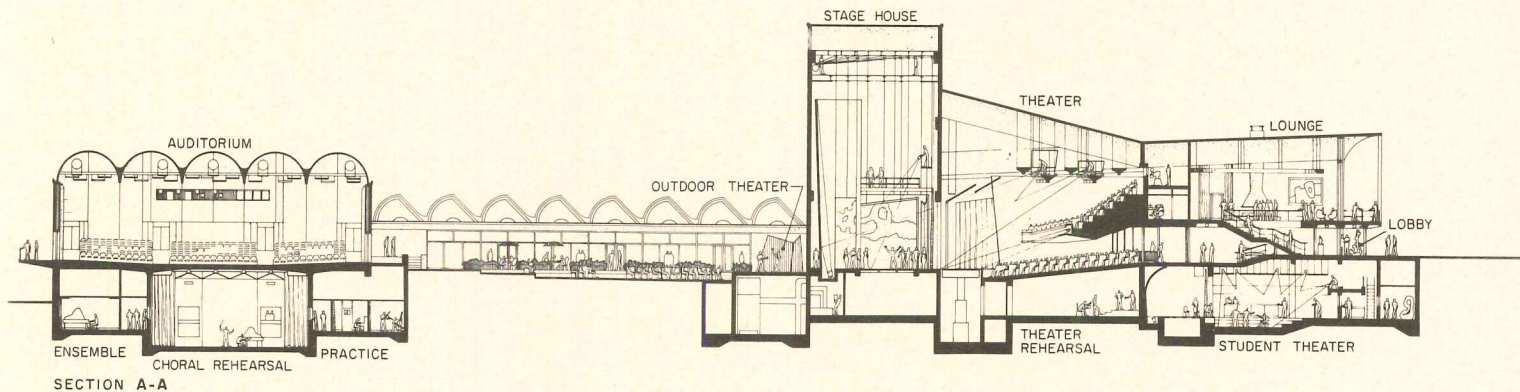 STAGE HOUSE
THEATER
LOUNGE
AUDITORIUM
OUTDOOR THEATER
LOBBY
ENSEMBLE
CHORAL REHEARSAL
PRACTICE
THEATER
REHEARSAL
STUDENT THEATER
SECTION A-A